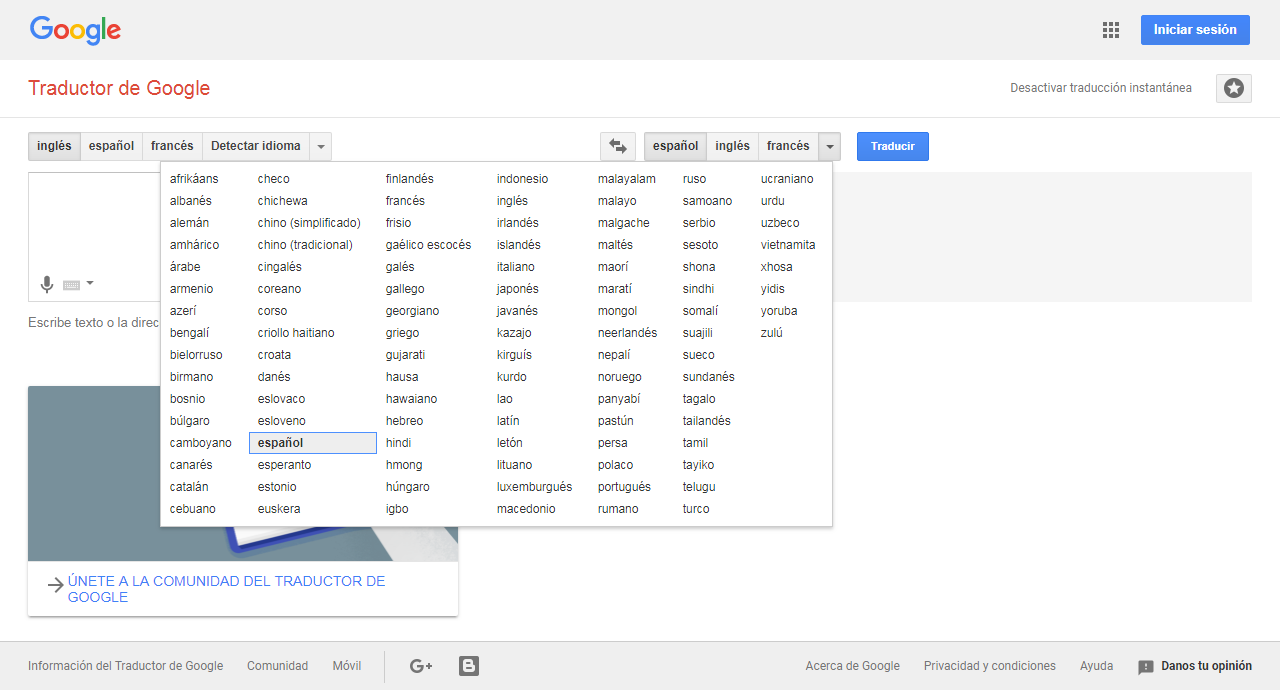 Google
Iniciar sesión
Traductor de Google
Desactivar traducción instantánea
inglés español francés Detectar idioma
español inglés francés
Traducir
afrikáans checo finlandés indonesio malayalam ruso ucraniano
albanés chichewa francés inglés malayo samoano urdu
alemán chino (simplificado) frisio irlandés malgache serbio uzbeco
amhárico chino (tradicional) gaélico escocés islandés maltés sesoto vietnamita
árabe cingalés galés italiano maorí shona xhosa
armenio coreano gallego japonés maratí sindhi yidis
azerí corso georgiano javanés mongol somalí yoruba
bengalí criollo haitiano griego kazajo neerlandés suajili zulú
bielorruso croata gujarati kirguís nepalí sueco
birmano danés hausa kurdo noruego sundanés
bosnio eslovaco hawaiano lao panyabí tagalo
búlgaro esloveno hebreo latín pastún tailandés
camboyano español hindi letón persa tamil
canarés esperanto hmong lituano polaco tayiko
catalán estonio húngaro luxemburgués portugués telugu
cebuano euskera igbo macedonio rumano turco
Escribe texto o la direc
ÚNETE A LA COMUNIDAD DEL TRADUCTOR DE
GOOGLE
Información del Traductor de Google Comunidad Móvil G+ Acerca de Google Privacidad y condiciones Ayuda Danos tu opinión